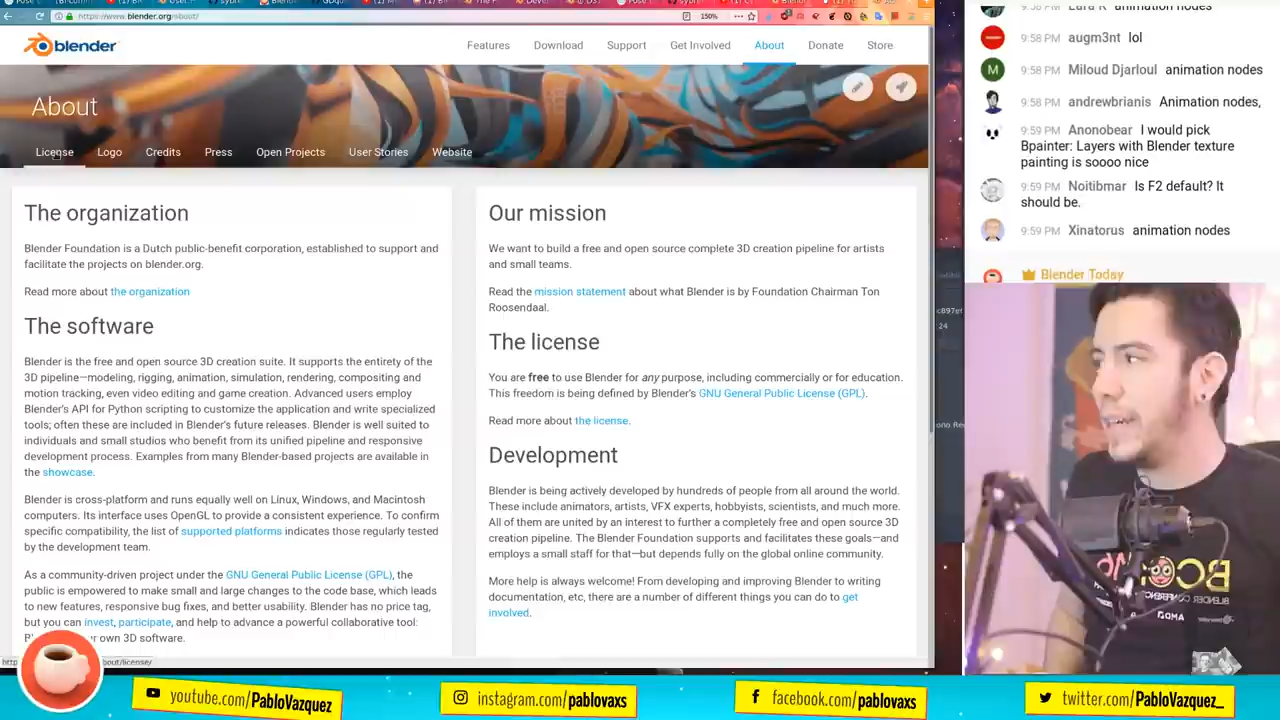 https://www.blender.org/about/
150%
blender
Features
Download
Support
Get Involved
About
Donate
Store
About
License
Logo
Credits
Press
Open Projects
User Stories
Website
The organization
Blender Foundation is a Dutch public-benefit corporation, established to support and
facilitate the projects on blender.org.
Read more about the organization
The software
Blender is the free and open source 3D creation suite. It supports the entirety of the
3D pipeline—modeling, rigging, animation, simulation, rendering, compositing and
motion tracking, even video editing and game creation. Advanced users employ
Blender's API for Python scripting to customize the application and write specialized
tools; often these are included in Blender's future releases. Blender is well suited to
individuals and small studios who benefit from its unified pipeline and responsive
development process. Examples from many Blender-based projects are available in
the showcase.
Blender is cross-platform and runs equally well on Linux, Windows, and Macintosh
computers. Its interface uses OpenGL to provide a consistent experience. To confirm
specific compatibility, the list of supported platforms indicates those regularly tested
by the development team.
As a community-driven project under the GNU General Public License (GPL), the
public is empowered to make small and large changes to the code base, which leads
to new features, responsive bug fixes, and better usability. Blender has no price tag,
but you can invest, participate, and help to advance a powerful collaborative tool:
your own 3D software.
Our mission
We want to build a free and open source complete 3D creation pipeline for artists
and small teams.
Read the mission statement about what Blender is by Foundation Chairman Ton
Roosendaal.
The license
You are free to use Blender for any purpose, including commercially or for education.
This freedom is being defined by Blender's GNU General Public License (GPL).
Read more about the license.
Development
Blender is being actively developed by hundreds of people from all around the world.
These include animators, artists, VFX experts, hobbyists, scientists, and much more.
All of them are united by an interest to further a completely free and open source 3D
creation pipeline. The Blender Foundation supports and facilitates these goals—and
employs a small staff for that—but depends fully on the global online community.
More help is always welcome! From developing and improving Blender to writing
documentation, etc, there are a number of different things you can do to get
involved.
animation nodes
9:58 PM augm3nt lol
M
9:58 PM Miloud Djarloul animation nodes
9:58 PM andrewbrianis Animation nodes,
9:59 PM Anonobear I would pick
Bpainter: Layers with Blender texture
painting is soooo nice
9:59 PM Noitibmar Is F2 default? It
should be.
9:59 PM Xinatorus animation nodes
Blender Today
c897ef
24
BCON
BLENDER CONFERENCE
AMD
youtube.com/PabloVazquez
instagram.com/pablovaxs
facebook.com/pablovaxs
twitter.com/PabloVazquez_